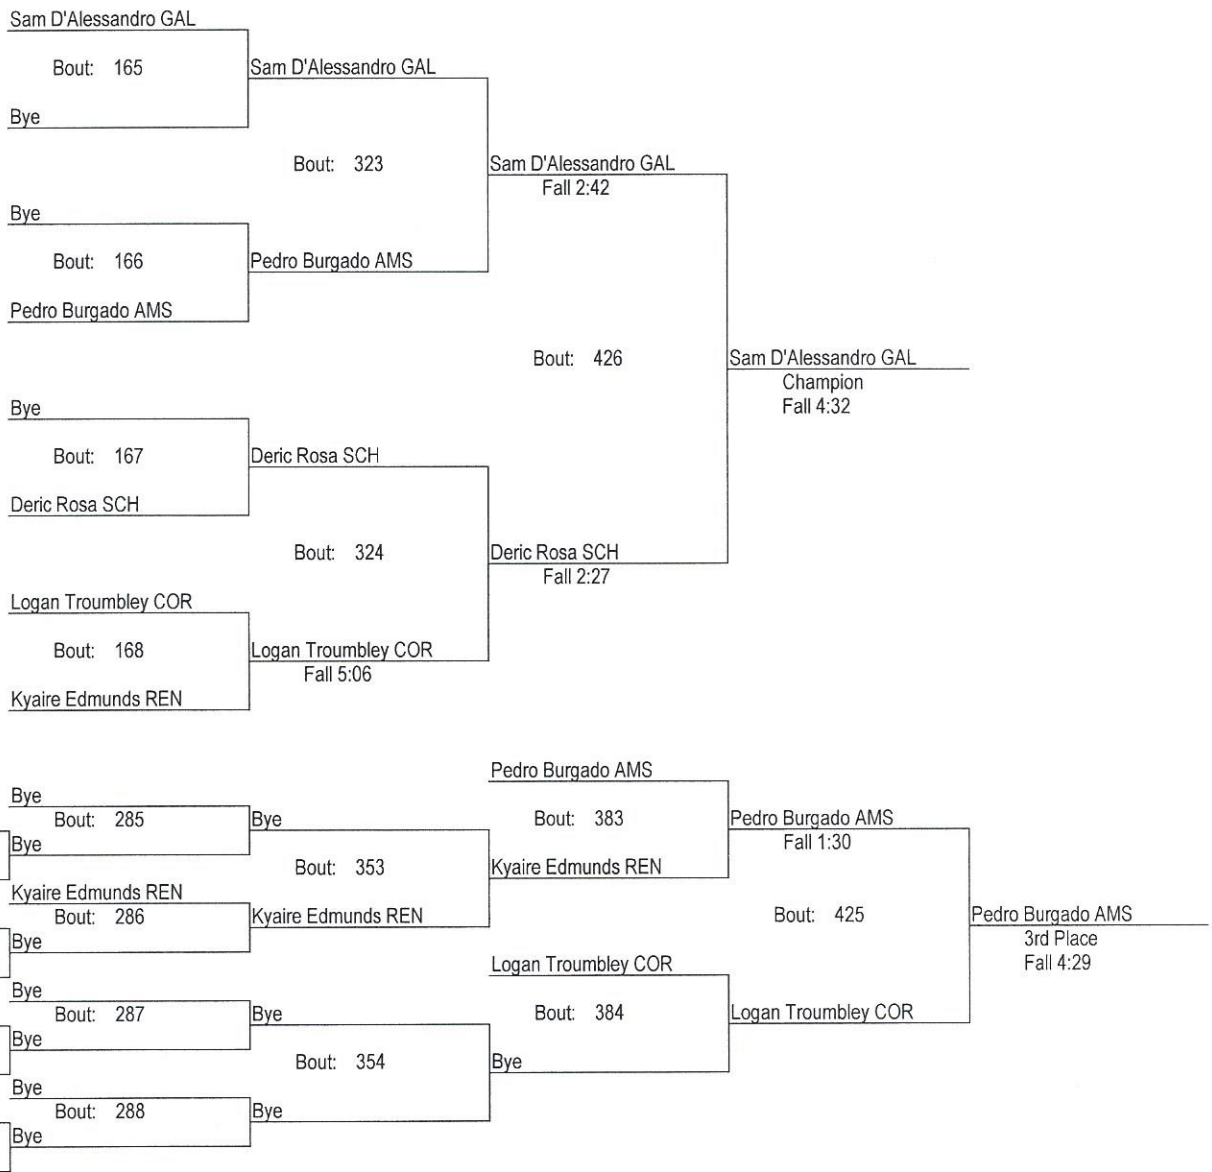 Sam D'Alessandro GAL
Bout: 165
Sam D'Alessandro GAL
Bye
Bout: 323
Sam D'Alessandro GAL
Fall 2:42
Bye
Bout: 166
Pedro Burgado AMS
Pedro Burgado AMS
Bout: 426
Sam D'Alessandro GAL
Champion
Fall 4:32
Bye
Bout: 167
Deric Rosa SCH
Deric Rosa SCH
Bout: 324
Deric Rosa SCH
Fall 2:27
Logan Troumbley COR
Bout: 168
Logan Troumbley COR
Fall 5:06
Kyaire Edmunds REN
Pedro Burgado AMS
Bye
Bout: 285
Bye
Bout: 383
Pedro Burgado AMS
Fall 1:30
Bye
Bout: 353
Kyaire Edmunds REN
Kyaire Edmunds REN
Bout: 286
Kyaire Edmunds REN
Bout: 425
Pedro Burgado AMS
3rd Place
Fall 4:29
Bye
Logan Troumbley COR
Bye
Bout: 287
Bye
Bout: 384
Logan Troumbley COR
Bye
Bout: 354
Bye
Bye
Bout: 288
Bye
Bye